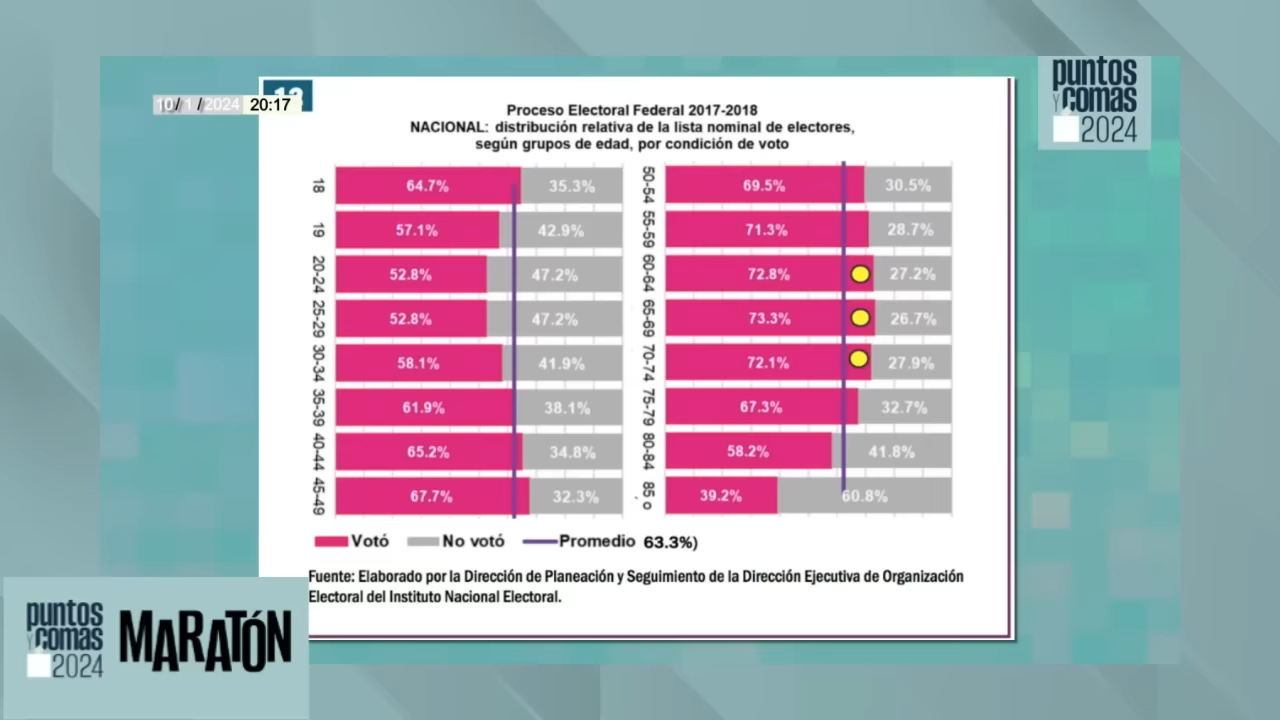 10/ 1 /2024 20:17
puntos
y comas
2024
Proceso Electoral Federal 2017-2018
NACIONAL: distribución relativa de la lista nominal de electores,
según grupos de edad, por condición de voto
18 64.7% 35.3%
19 57.1% 42.9%
20-24 52.8% 47.2%
25-29 52.8% 47.2%
30-34 58.1% 41.9%
35-39 61.9% 38.1%
40-44 65.2% 34.8%
45-49 67.7% 32.3%
50-54 69.5% 30.5%
55-59 71.3% 28.7%
60-64 72.8% 27.2%
65-69 73.3% 26.7%
70-74 72.1% 27.9%
75-79 67.3% 32.7%
80-84 58.2% 41.8%
85 o 39.2% 60.8%
Votó No votó Promedio 63.3%)
Fuente: Elaborado por la Dirección de Planeación y Seguimiento de la Dirección Ejecutiva de Organización
Electoral del Instituto Nacional Electoral.
puntos
y comas
2024
MARATÓN